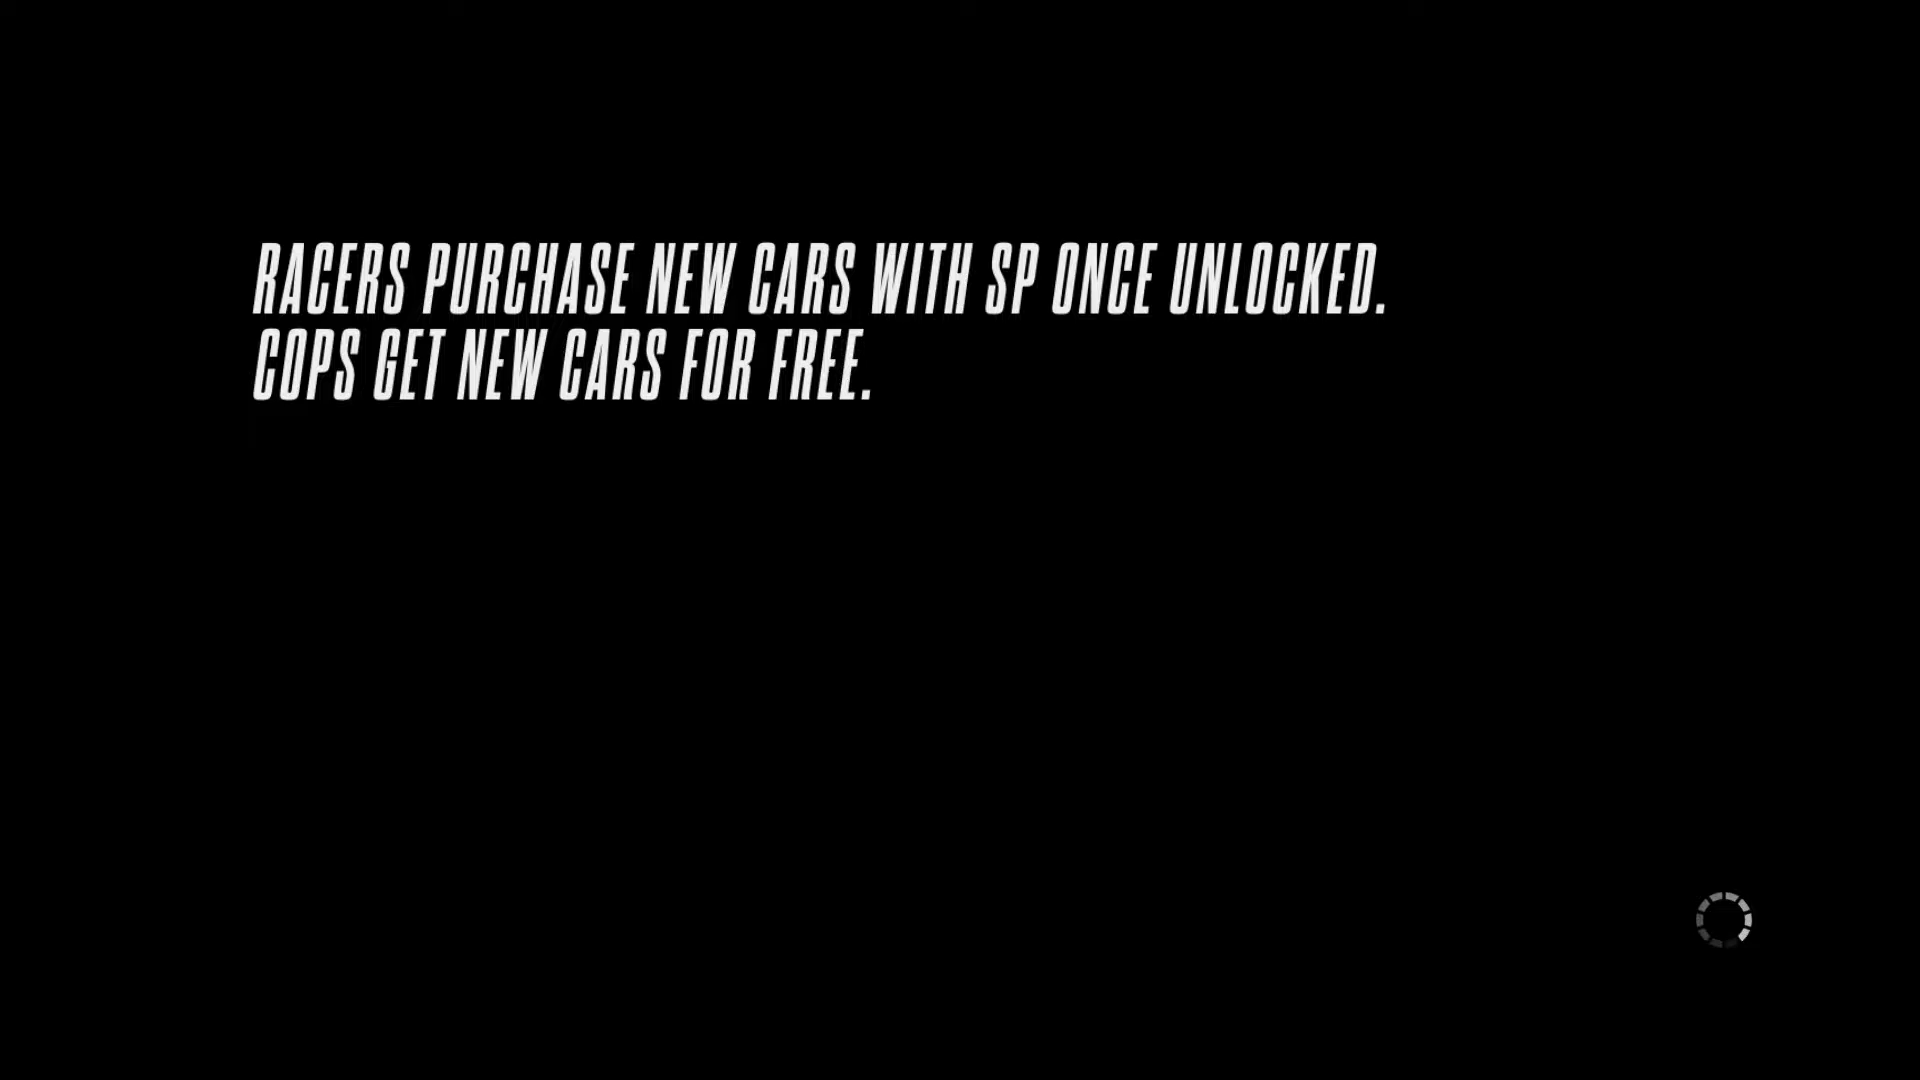 RACERS PURCHASE NEW CARS WITH SP ONCE UNLOCKED.
COPS GET NEW CARS FOR FREE.